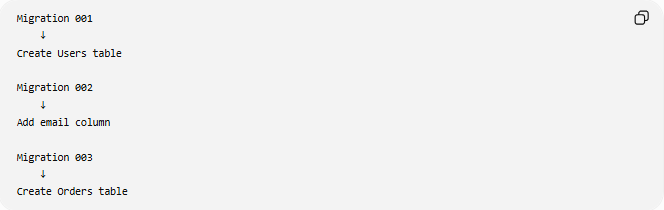 Migration 001
↓
Create Users table
Migration 002
↓
Add email column
Migration 003
↓
Create Orders table